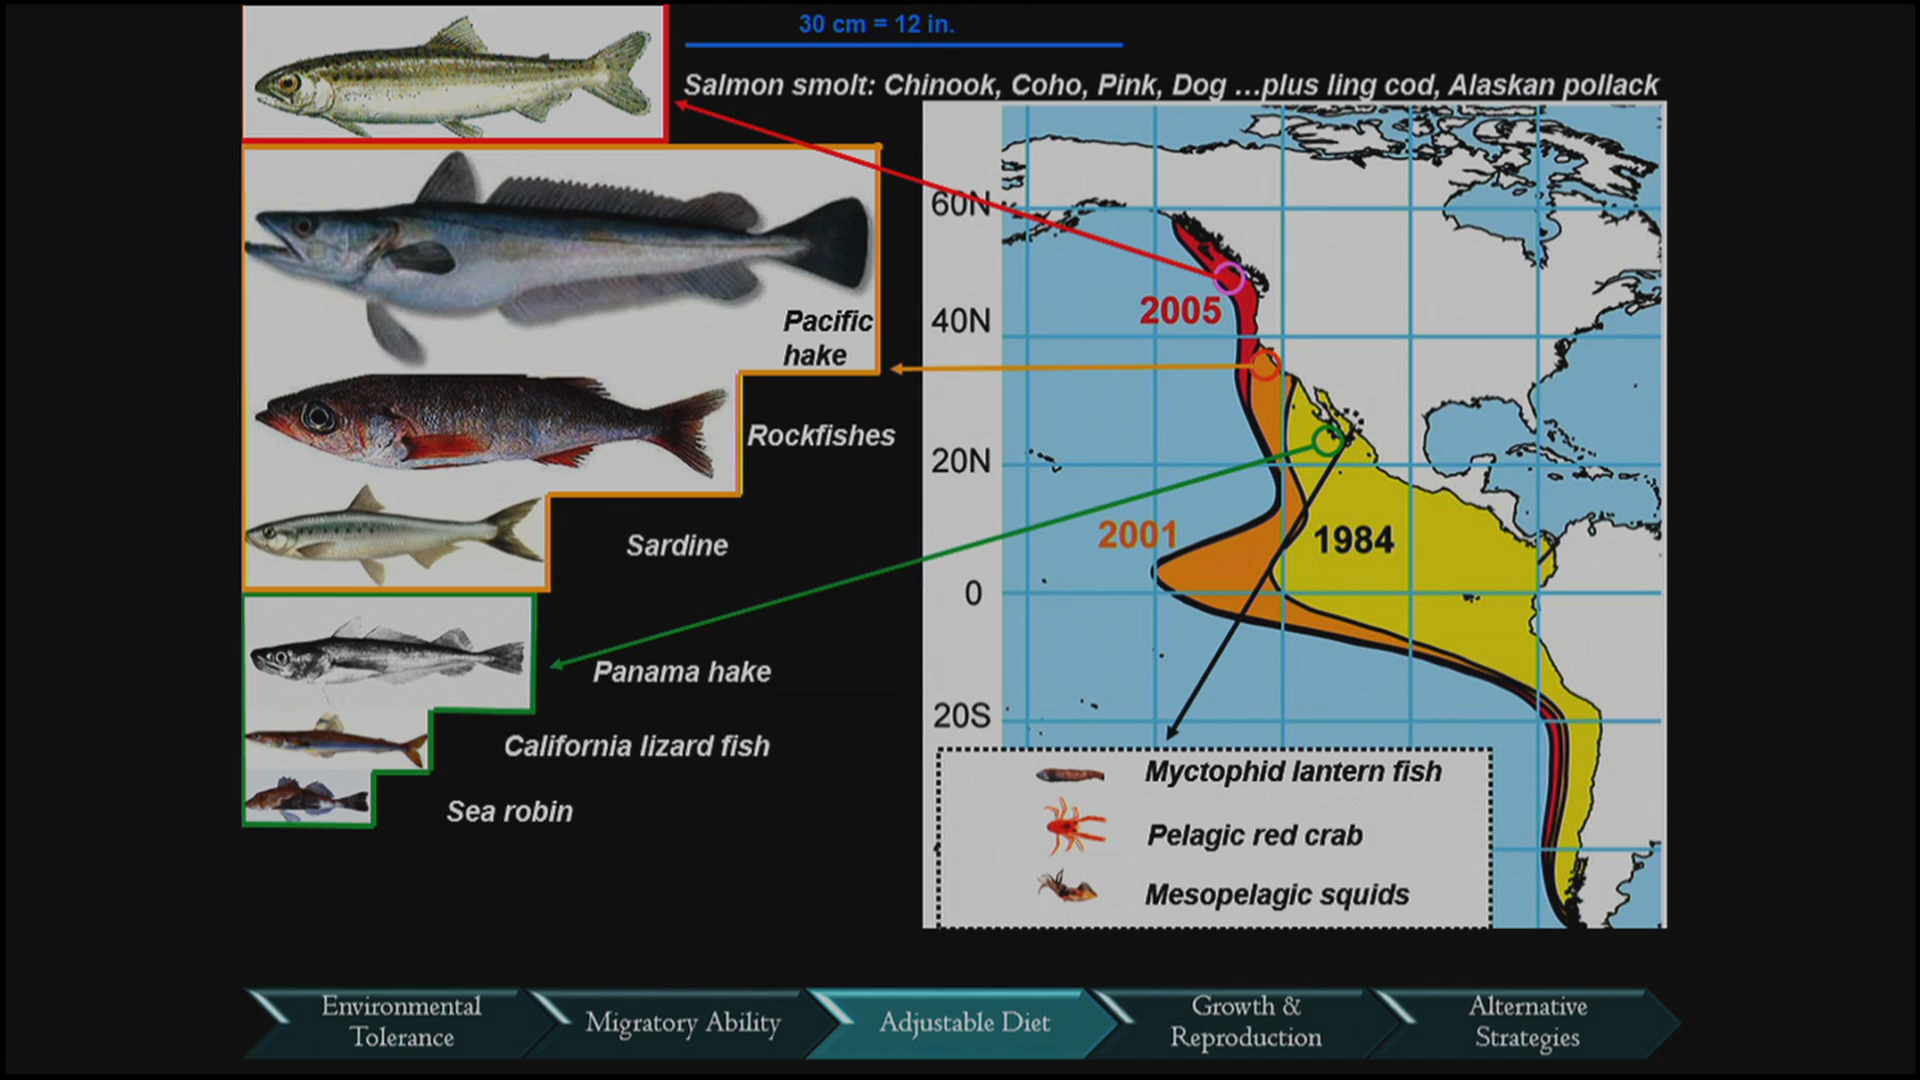 30 cm = 12 in.
Salmon smolt: Chinook, Coho, Pink, Dog ...plus ling cod, Alaskan pollack
60N
2005
Pacific
hake
40N
Rockfishes
20N
Sardine
2001
1984
0
Panama hake
20S
California lizard fish
Sea robin
Myctophid lantern fish
Pelagic red crab
Mesopelagic squids
Environmental
Tolerance
Migratory Ability
Adjustable Diet
Growth &
Reproduction
Alternative
Strategies